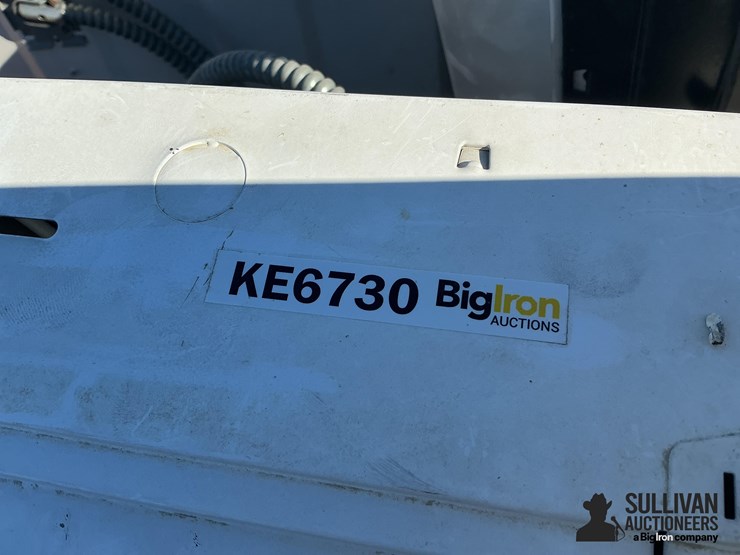 KE6730 BigIron
AUCTIONS
SULLIVAN
AUCTIONEERS
a BigIron company